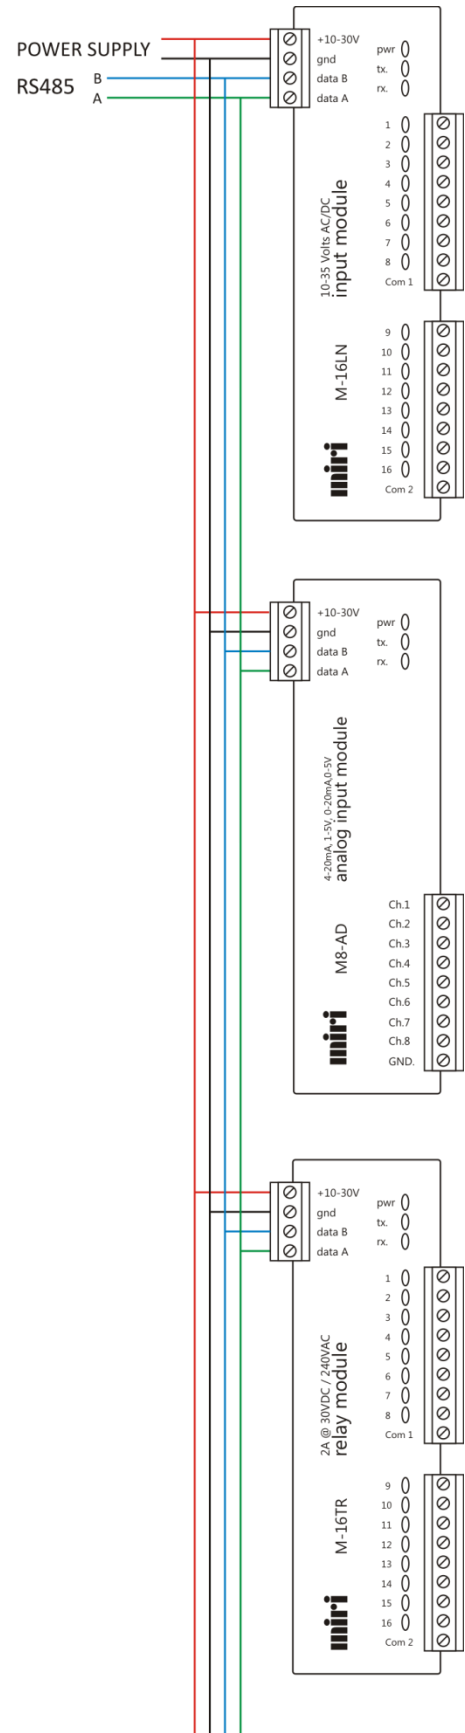 POWER SUPPLY
RS485
B
A
+10-30V
gnd
data B
data A
pwr
tx.
rx.
1
2
3
4
5
6
7
8
Com 1
10-35 Volts AC/DC
input module
9
10
11
12
13
14
15
16
Com 2
M-16LN
miri
+10-30V
gnd
data B
data A
pwr
tx.
rx.
4-20mA, 1-5V, 0-20mA,0-5V
analog input module
Ch.1
Ch.2
Ch.3
Ch.4
Ch.5
Ch.6
Ch.7
Ch.8
GND.
M8-AD
miri
+10-30V
gnd
data B
data A
pwr
tx.
rx.
1
2
3
4
5
6
7
8
Com 1
2A @ 30VDC / 240VAC
relay module
9
10
11
12
13
14
15
16
Com 2
M-16TR
miri